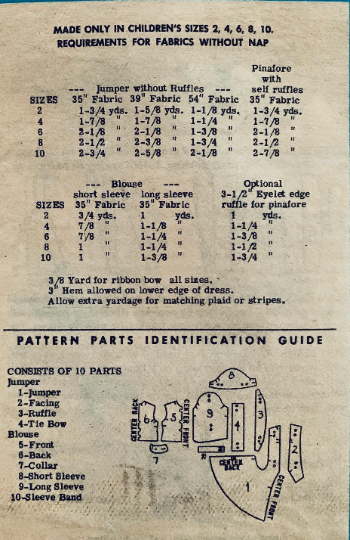 MADE ONLY IN CHILDREN'S SIZES 2, 4, 6, 8, 10.
REQUIREMENTS FOR FABRICS WITHOUT NAP
Pinafore
with
--- Jumper without Ruffles --- self ruffles
SIZES 35" Fabric 39" Fabric 54" Fabric 35" Fabric
2 1-3/4 yds. 1-5/8 yds. 1-1/8 yds. 1-3/4 yds.
4 1-7/8 " 1-7/8 " 1-1/4 " 1-7/8 "
6 2-1/8 " 1-7/8 " 1-3/8 " 2-1/8 "
8 2-1/2 " 2-3/8 " 1-3/4 " 2-1/2 "
10 2-3/4 " 2-5/8 " 2-1/8 " 2-7/8 "
--- Blouse --- Optional
short sleeve long sleeve 3-1/2" Eyelet edge
SIZES 35" Fabric 35" Fabric ruffle for pinafore
2 3/4 yds. 1 yds. 1 yds.
4 7/8 " 1-1/8 " 1-1/4 "
6 7/8 " 1-1/4 " 1-3/8 "
8 1 " 1-1/4 " 1-1/2 "
10 1 " 1-3/8 " 1-3/4 "
3/8 Yard for ribbon bow all sizes.
3" Hem allowed on lower edge of dress.
Allow extra yardage for matching plaid or stripes.
PATTERN PARTS IDENTIFICATION GUIDE
CONSISTS OF 10 PARTS
Jumper
1-Jumper
2-Facing
3-Ruffle
4-Tie Bow
Blouse
5-Front
6-Back
7-Collar
8-Short Sleeve
9-Long Sleeve
10-Sleeve Band
8
CENTER BACK
6
5
CENTER FRONT
9
4
3
3
2
7
10
CENTER BACK
1
CENTER FRONT